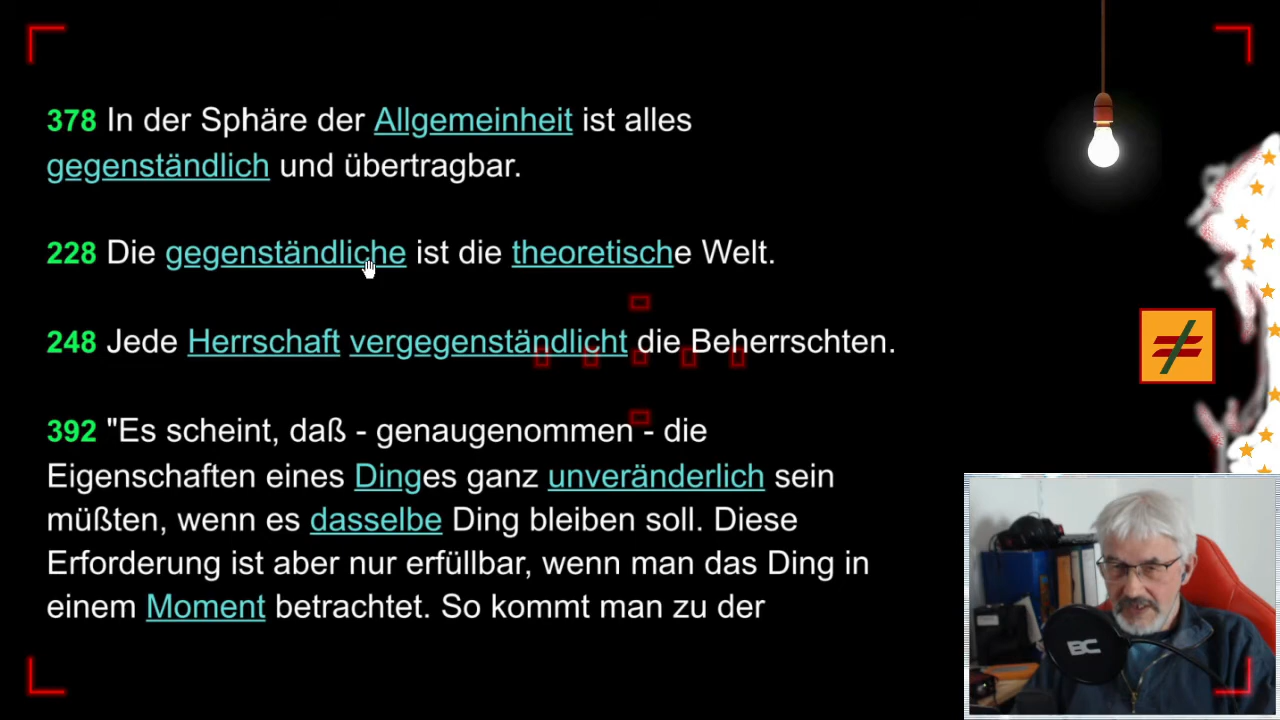 378 In der Sphäre der Allgemeinheit ist alles
gegenständlich und übertragbar.
228 Die gegenständliche ist die theoretische Welt.
248 Jede Herrschaft vergegenständlicht die Beherrschten.
392 "Es scheint, daß - genaugenommen - die
Eigenschaften eines Dinges ganz unveränderlich sein
müßten, wenn es dasselbe Ding bleiben soll. Diese
Erforderung ist aber nur erfüllbar, wenn man das Ding in
einem Moment betrachtet. So kommt man zu der
≠
BC